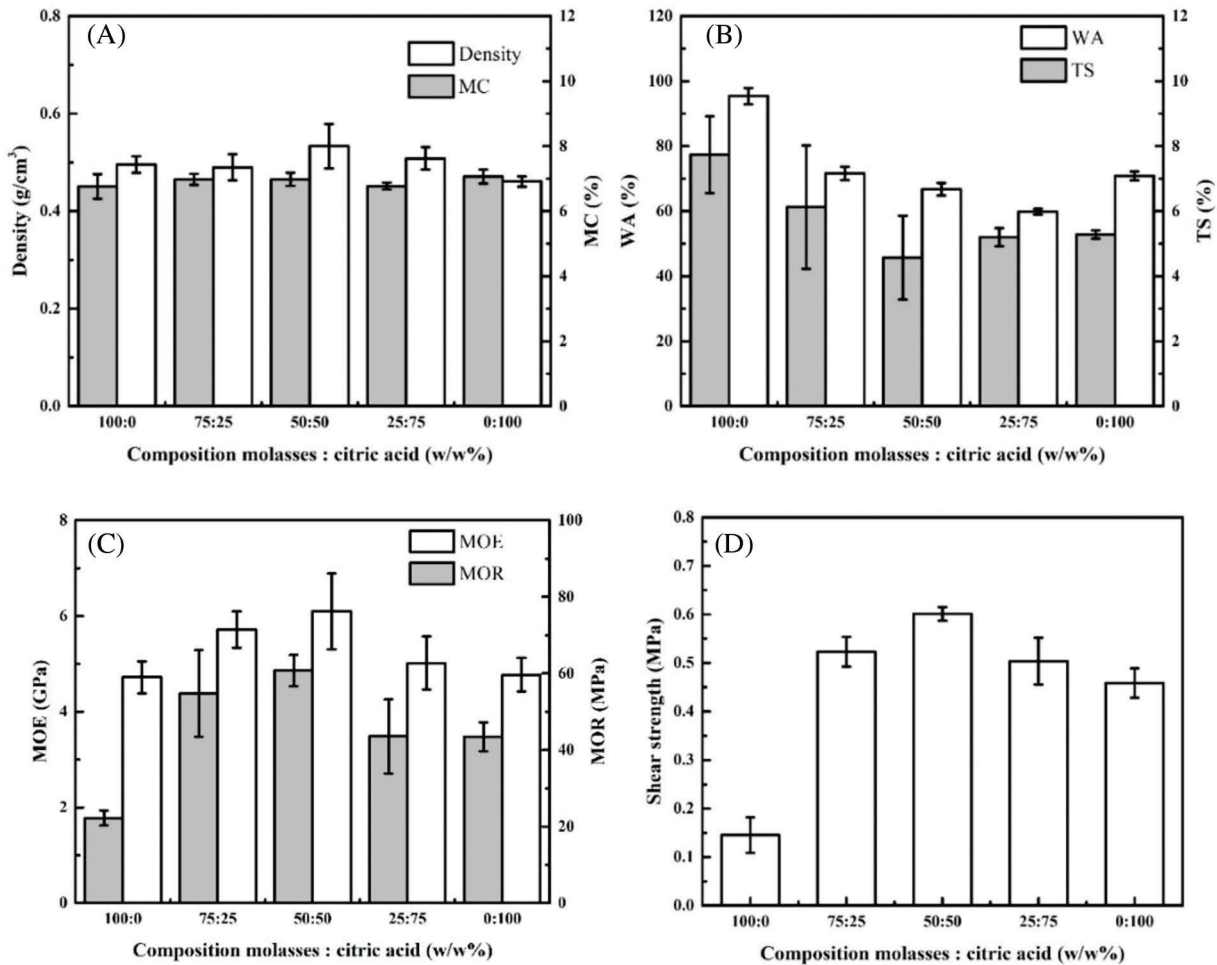 (A)
Density
MC
0.8
0.6
0.4
0.2
0.0
12
10
8
6
4
2
0
Density (g/cm³)
MC (%)
100:0 75:25 50:50 25:75 0:100
Composition molasses : citric acid (w/w%)
(B)
WA
TS
120
100
80
60
40
20
0
12
10
8
6
4
2
0
WA (%)
TS (%)
100:0 75:25 50:50 25:75 0:100
Composition molasses : citric acid (w/w%)
(C)
MOE
MOR
8
6
4
2
0
100
80
60
40
20
0
MOE (GPa)
MOR (MPa)
100:0 75:25 50:50 25:75 0:100
Composition molasses : citric acid (w/w%)
(D)
0.8
0.7
0.6
0.5
0.4
0.3
0.2
0.1
0.0
Shear strength (MPa)
100:0 75:25 50:50 25:75 0:100
Composition molasses : citric acid (w/w%)